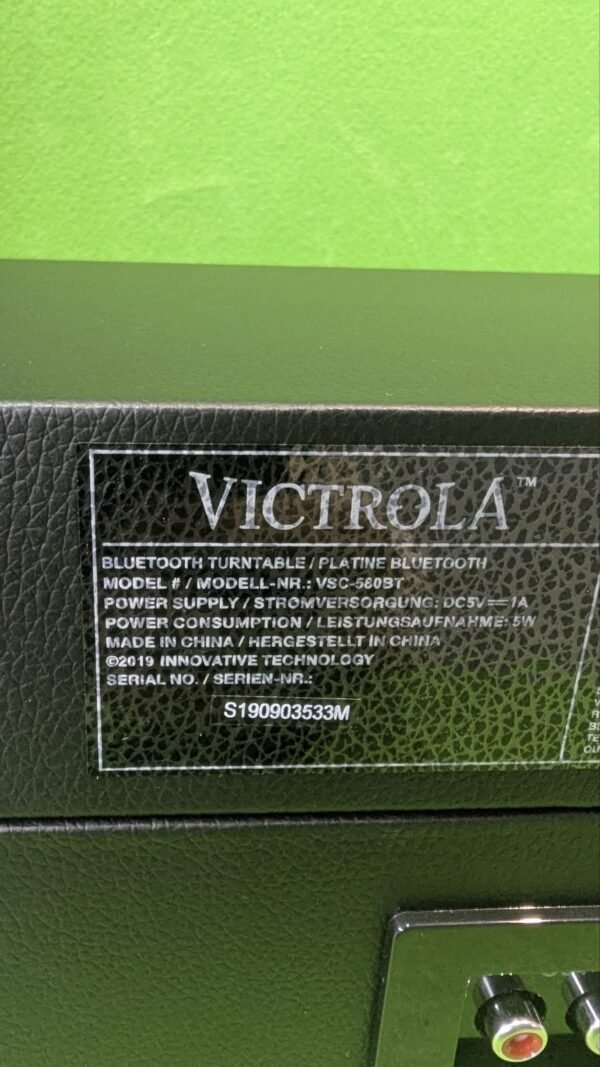 VICTROLA™
BLUETOOTH TURNTABLE / PLATINE BLUETOOTH
MODEL # / MODELL-NR.: VSC-580BT
POWER SUPPLY / STROMVERSORGUNG: DC5V⎓1A
POWER CONSUMPTION / LEISTUNGSAUFNAHME: 5W
MADE IN CHINA / HERGESTELLT IN CHINA
©2019 INNOVATIVE TECHNOLOGY
SERIAL NO. / SERIEN-NR.:
S190903533M